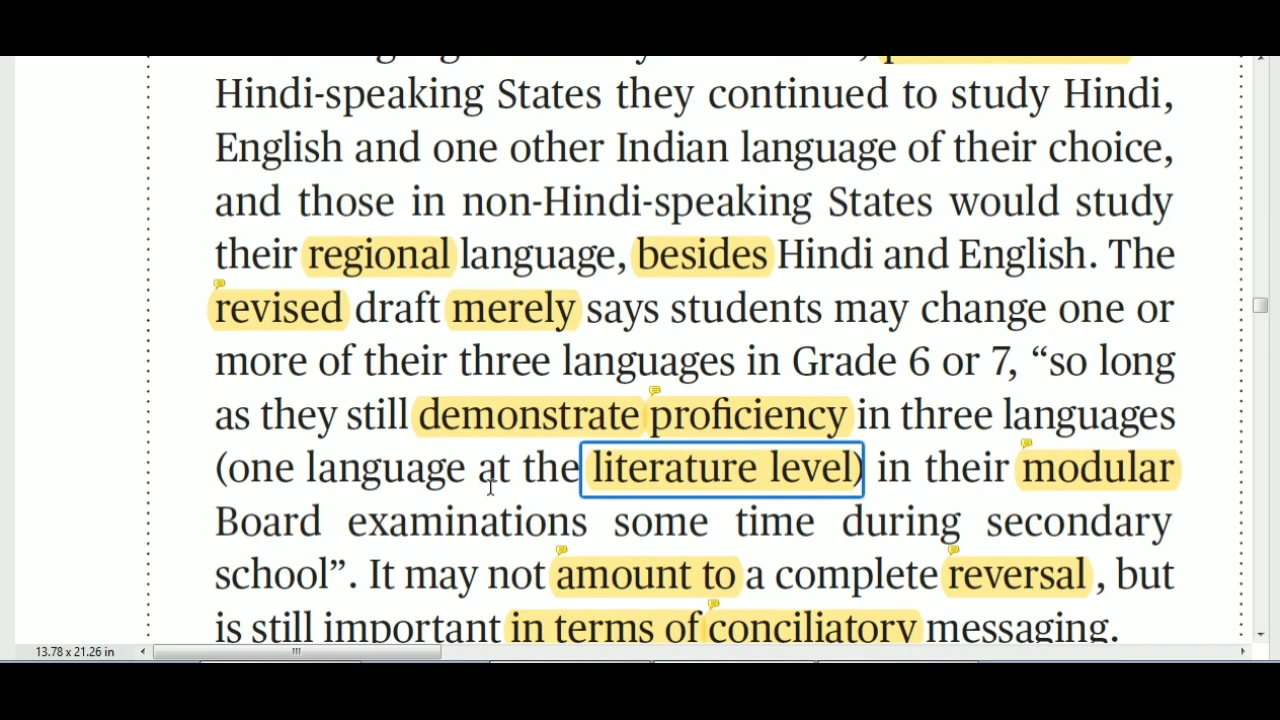 Hindi-speaking States they continued to study Hindi,
English and one other Indian language of their choice,
and those in non-Hindi-speaking States would study
their regional language, besides Hindi and English. The
revised draft merely says students may change one or
more of their three languages in Grade 6 or 7, “so long
as they still demonstrate proficiency in three languages
(one language at the literature level) in their modular
Board examinations some time during secondary
school”. It may not amount to a complete reversal , but
is still important in terms of conciliatory messaging.
13.78 x 21.26 in